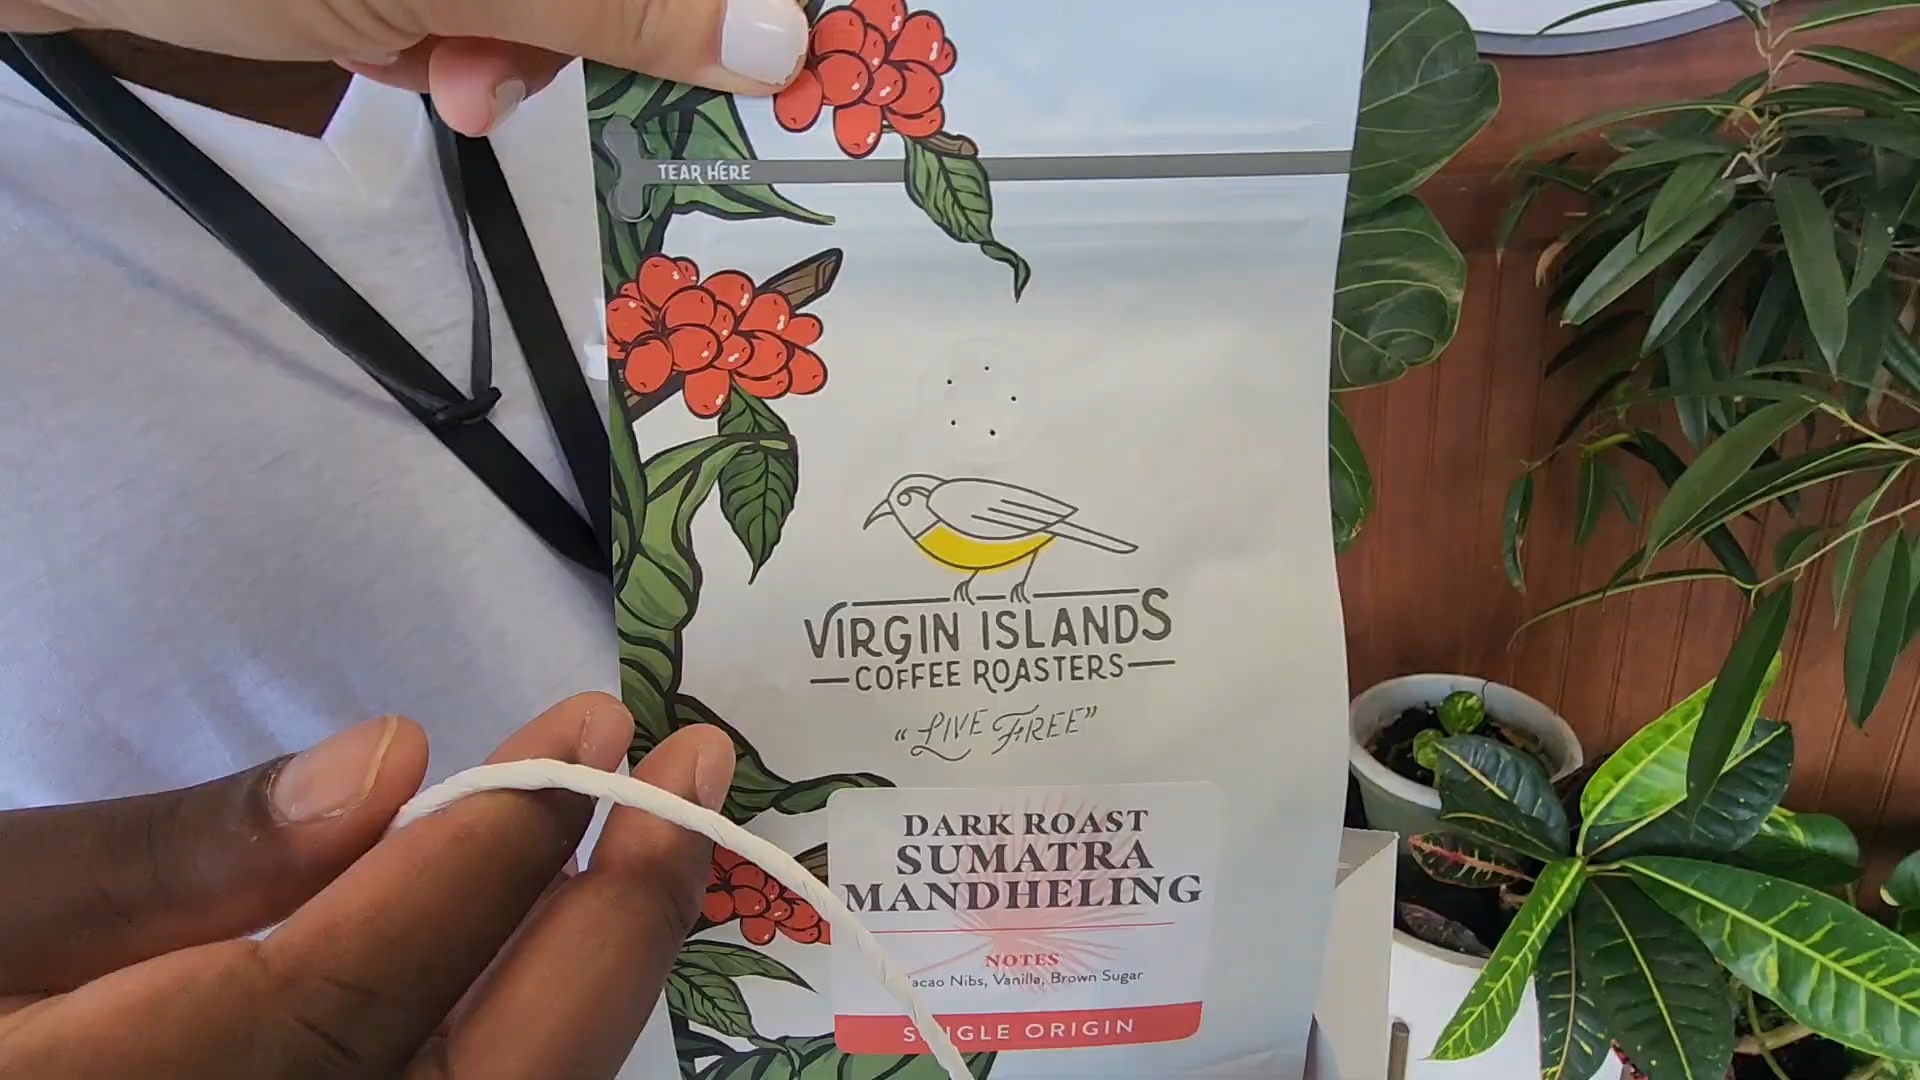 TEAR HERE
VIRGIN ISLANDS
COFFEE ROASTERS
"LIVE FREE"
DARK ROAST
SUMATRA
MANDHELING
NOTES
Nibs, Vanilla, Brown Sugar
ORIGIN